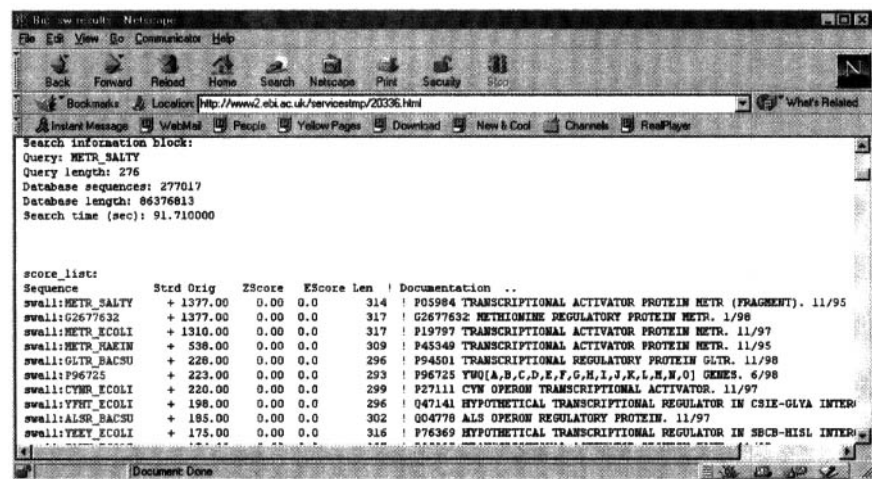 Bic_sw results Netscape
File Edit View Go Communicator Help
Back Forward Reload Home Search Netscape Print Security Stop
Bookmarks Location: http://www2.ebi.ac.uk/servicestmp/20336.html What's Related
Instant Message WebMail People Yellow Pages Download New & Cool Channels RealPlayer
Search information block:
Query: METR_SALTY
Query length: 276
Database sequences: 277017
Database length: 86376813
Search time (sec): 91.710000
score_list:
Sequence Strd Orig ZScore EScore Len ! Documentation ..
swall:METR_SALTY + 1377.00 0.00 0.0 314 ! P05984 TRANSCRIPTIONAL ACTIVATOR PROTEIN METR (FRAGMENT). 11/95
swall:G2677632 + 1377.00 0.00 0.0 317 ! G2677632 METHIONINE REGULATORY PROTEIN METR. 1/98
swall:METR_ECOLI + 1310.00 0.00 0.0 317 ! P19797 TRANSCRIPTIONAL ACTIVATOR PROTEIN METR. 11/97
swall:METR_HAEIN + 538.00 0.00 0.0 309 ! P45349 TRANSCRIPTIONAL ACTIVATOR PROTEIN METR. 11/95
swall:GLTR_BACSU + 228.00 0.00 0.0 296 ! P94501 TRANSCRIPTIONAL REGULATORY PROTEIN GLTR. 11/98
swall:P96725 + 223.00 0.00 0.0 293 ! P96725 YWQ[A,B,C,D,E,F,G,H,I,J,K,L,M,N,O] GENES. 6/98
swall:CYNR_ECOLI + 220.00 0.00 0.0 299 ! P27111 CYN OPERON TRANSCRIPTIONAL ACTIVATOR. 11/97
swall:YFHT_ECOLI + 198.00 0.00 0.0 296 ! Q47141 HYPOTHETICAL TRANSCRIPTIONAL REGULATOR IN CSIE-GLYA INTER
swall:ALSR_BACSU + 185.00 0.00 0.0 302 ! Q04778 ALS OPERON REGULATORY PROTEIN. 11/97
swall:YEEY_ECOLI + 175.00 0.00 0.0 316 ! P76369 HYPOTHETICAL TRANSCRIPTIONAL REGULATOR IN SBCB-HISL INTER
Document: Done